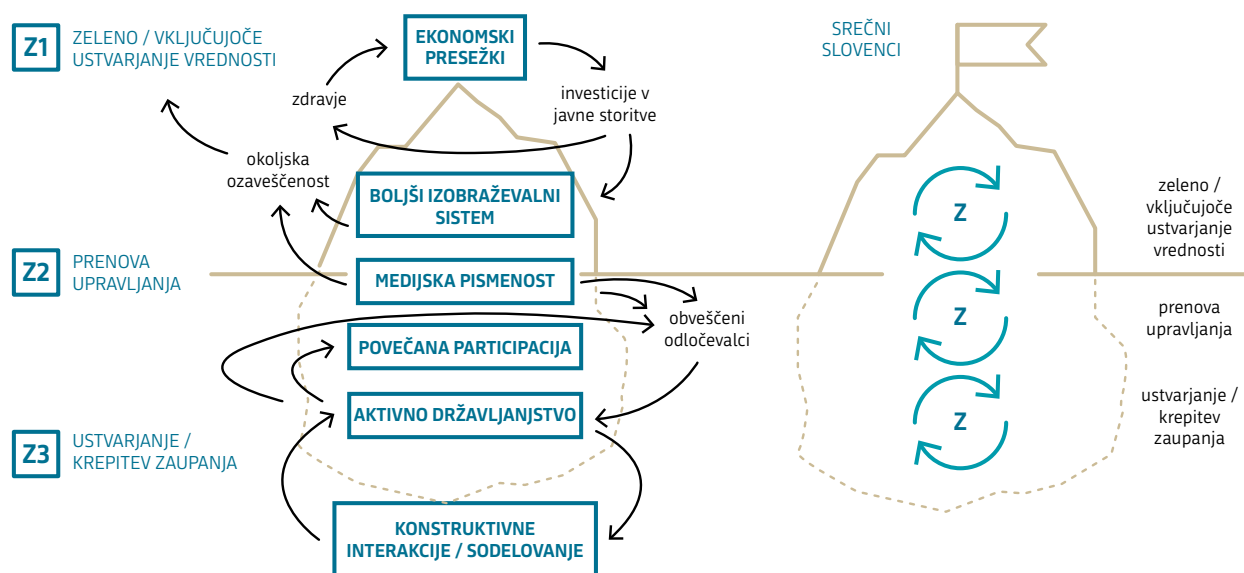 Z1
ZELENO / VKLJUČUJOČE
USTVARJANJE VREDNOSTI
EKONOMSKI
PRESEŽKI
zdravje
investicije v
javne storitve
okoljska
ozaveščenost
BOLJŠI IZOBRAŽEVALNI
SISTEM
Z2
PRENOVA
UPRAVLJANJA
MEDIJSKA PISMENOST
obveščeni
odločevalci
POVEČANA PARTICIPACIJA
AKTIVNO DRŽAVLJANJSTVO
Z3
USTVARJANJE /
KREPITEV ZAUPANJA
KONSTRUKTIVNE
INTERAKCIJE / SODELOVANJE
SREČNI
SLOVENCI
Z
zeleno /
vključujoče
ustvarjanje
vrednosti
Z
prenova
upravljanja
Z
ustvarjanje /
krepitev
zaupanja